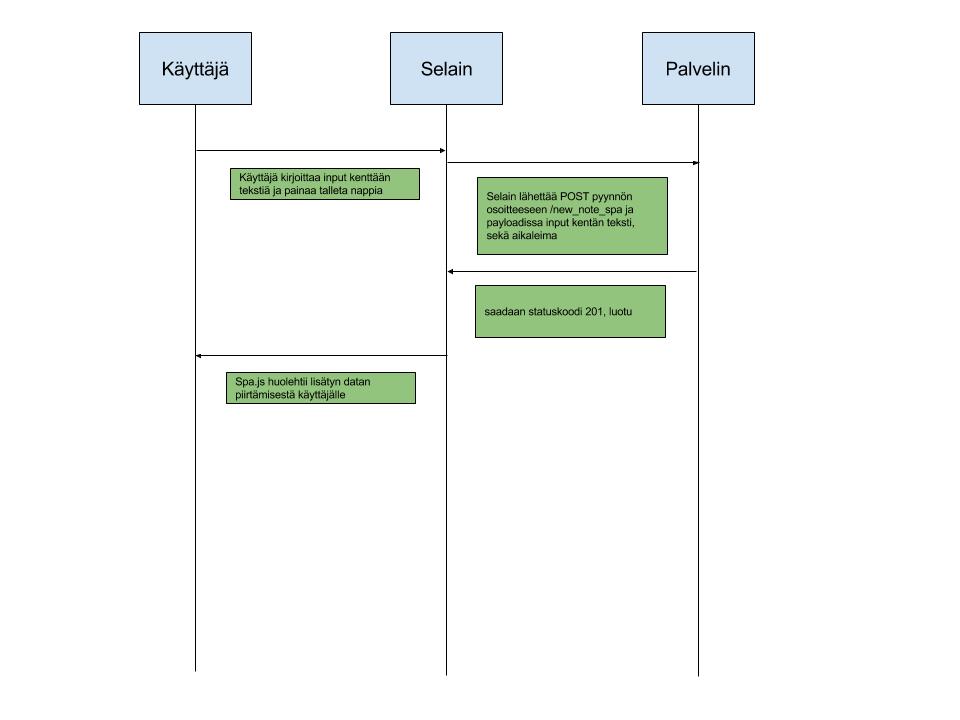 Käyttäjä
Selain
Palvelin
Käyttäjä kirjoittaa input kenttään
tekstiä ja painaa talleta nappia
Selain lähettää POST pyynnön
osoitteeseen /new_note_spa ja
payloadissa input kentän teksti,
sekä aikaleima
saadaan statuskoodi 201, luotu
Spa.js huolehtii lisätyn datan
piirtämisestä käyttäjälle